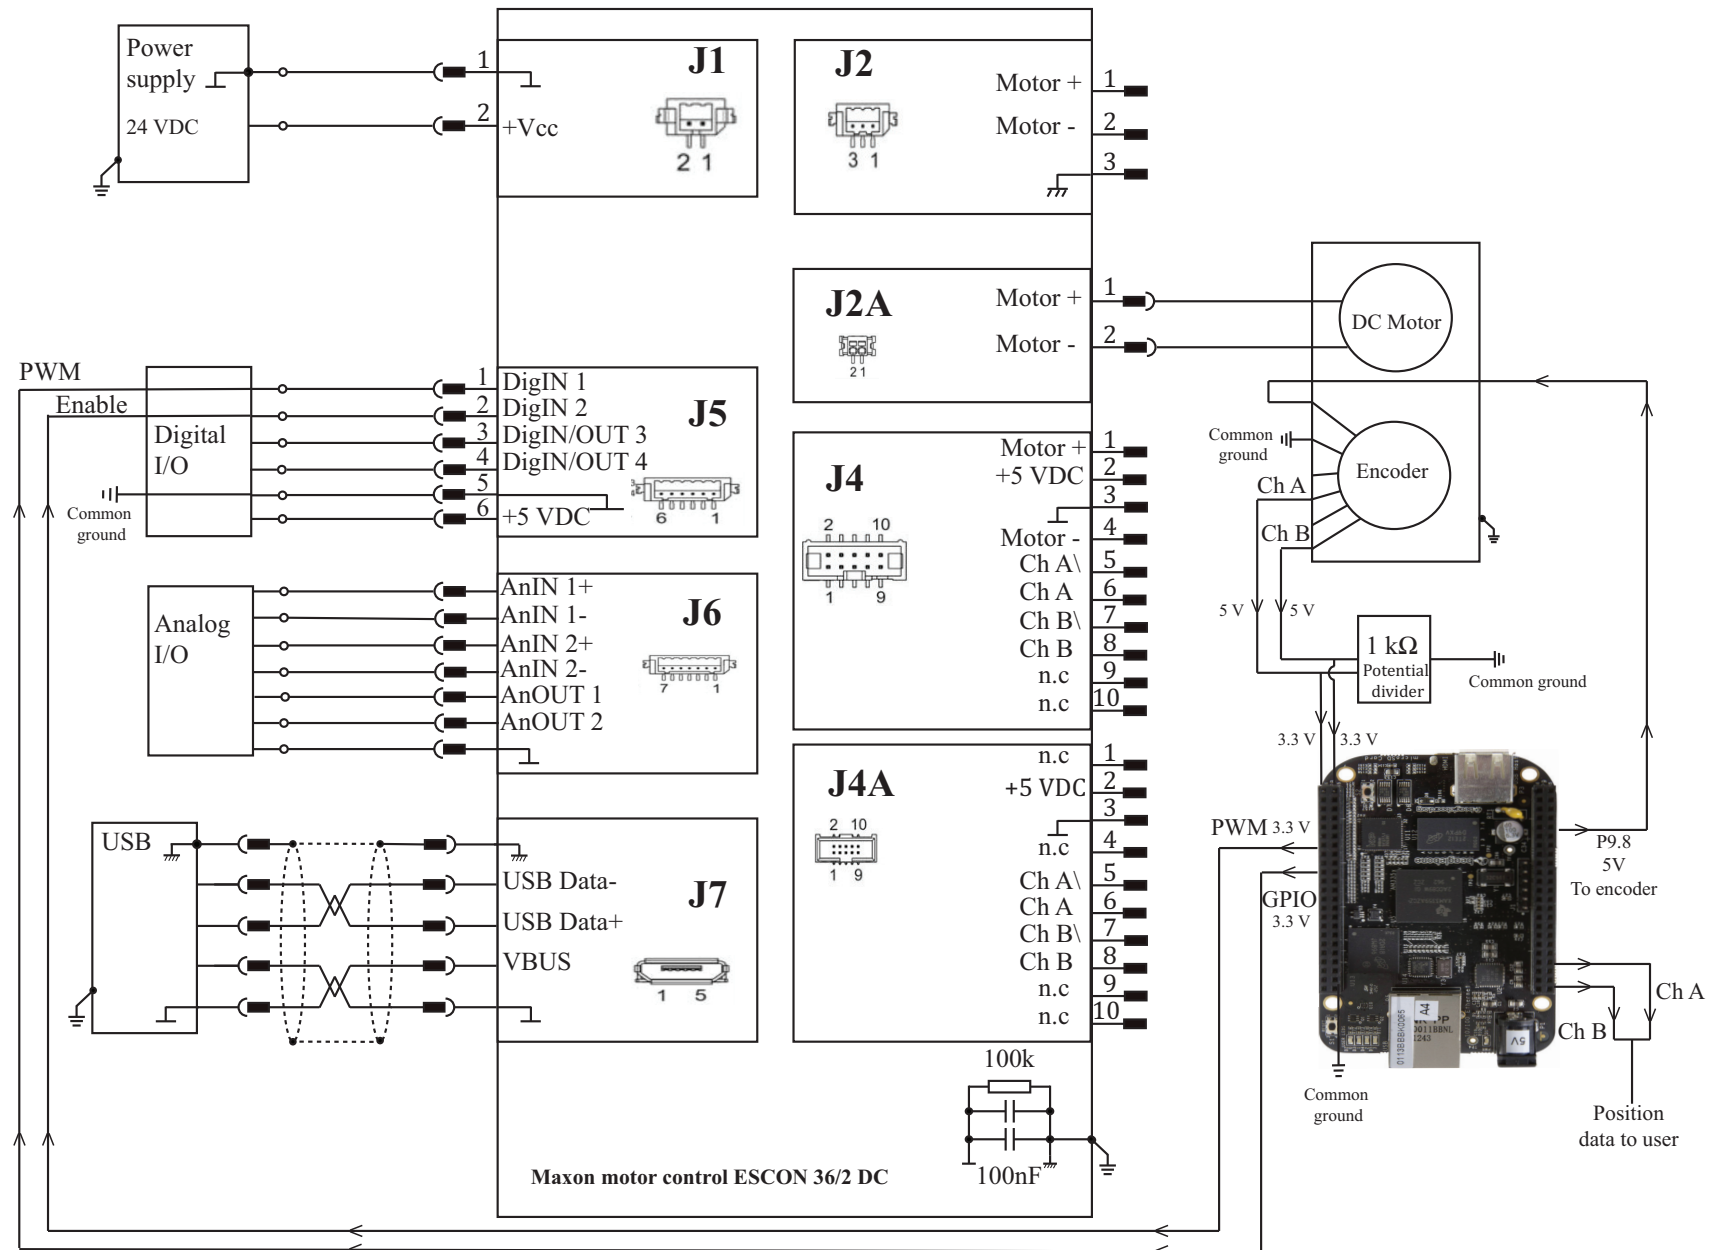 Power
supply
24 VDC
1
2
+Vcc
J1
2 1
J2
3 1
Motor +
Motor -
1
2
3
J2A
2 1
Motor +
Motor -
1
2
DC Motor
Encoder
Common
ground
Ch A
Ch B
5 V
5 V
1 kΩ
Potential
divider
Common ground
3.3 V
3.3 V
PWM
Enable
Digital
I/O
Common
ground
1
2
3
4
5
6
DigIN 1
DigIN 2
DigIN/OUT 3
DigIN/OUT 4
+5 VDC
J5
6 1
Analog
I/O
AnIN 1+
AnIN 1-
AnIN 2+
AnIN 2-
AnOUT 1
AnOUT 2
J6
7 1
USB
USB Data-
USB Data+
VBUS
J7
1 5
J4
2 10
1 9
Motor +
+5 VDC
Motor -
Ch A\
Ch A
Ch B\
Ch B
n.c
n.c
1
2
3
4
5
6
7
8
9
10
J4A
2 10
1 9
n.c
+5 VDC
n.c
Ch A\
Ch A
Ch B\
Ch B
n.c
n.c
1
2
3
4
5
6
7
8
9
10
100k
100nF
Maxon motor control ESCON 36/2 DC
PWM 3.3 V
GPIO
3.3 V
P9.8
5V
To encoder
A4
5V
Ch A
Ch B
Common
ground
Position
data to user